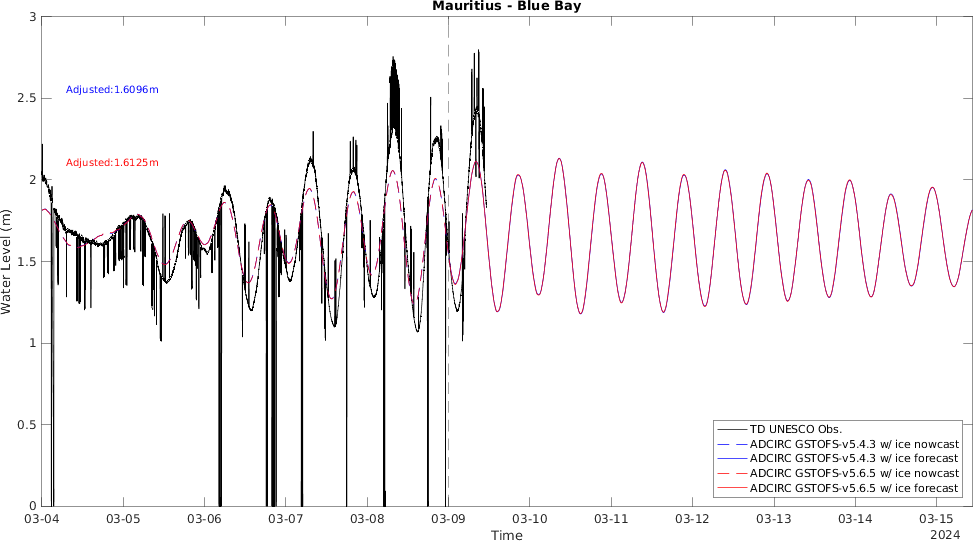 Mauritius - Blue Bay
3
2.5
2
1.5
1
0.5
0
Water Level (m)
Adjusted:1.6096m
Adjusted:1.6125m
TD UNESCO Obs.
ADCIRC GSTOFS-v5.4.3 w/ ice nowcast
ADCIRC GSTOFS-v5.4.3 w/ ice forecast
ADCIRC GSTOFS-v5.6.5 w/ ice nowcast
ADCIRC GSTOFS-v5.6.5 w/ ice forecast
03-04 03-05 03-06 03-07 03-08 03-09 03-10 03-11 03-12 03-13 03-14 03-15
Time
2024